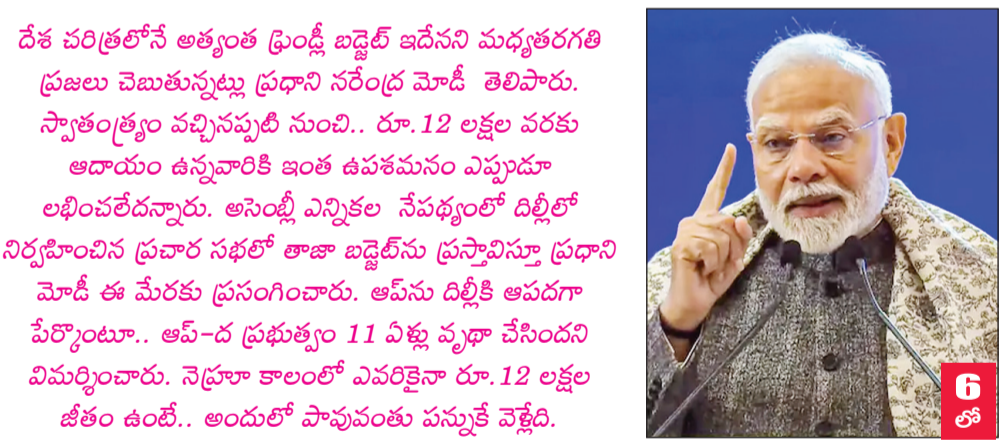 దేశ చరిత్రలోనే అత్యంత ఫ్రెండ్లీ బడ్జెట్ ఇదేనని మధ్యతరగతి
ప్రజలు చెబుతున్నట్లు ప్రధాని నరేంద్ర మోడీ తెలిపారు.
స్వాతంత్ర్యం వచ్చినప్పటి నుంచి.. రూ.12 లక్షల వరకు
ఆదాయం ఉన్నవారికి ఇంత ఉపశమనం ఎప్పుడూ
లభించలేదన్నారు. అసెంబ్లీ ఎన్నికల నేపథ్యంలో దిల్లీలో
నిర్వహించిన ప్రచార సభలో తాజా బడ్జెట్‌ను ప్రస్తావిస్తూ ప్రధాని
మోడీ ఈ మేరకు ప్రసంగించారు. ఆప్‌ను దిల్లీకి ఆపదగా
పేర్కొంటూ.. ఆప్-ద ప్రభుత్వం 11 ఏళ్లు వృథా చేసిందని
విమర్శించారు. నెహ్రూ కాలంలో ఎవరికైనా రూ.12 లక్షల
జీతం ఉంటే.. అందులో పావువంతు పన్నుకే వెళ్లేది.
6
లో